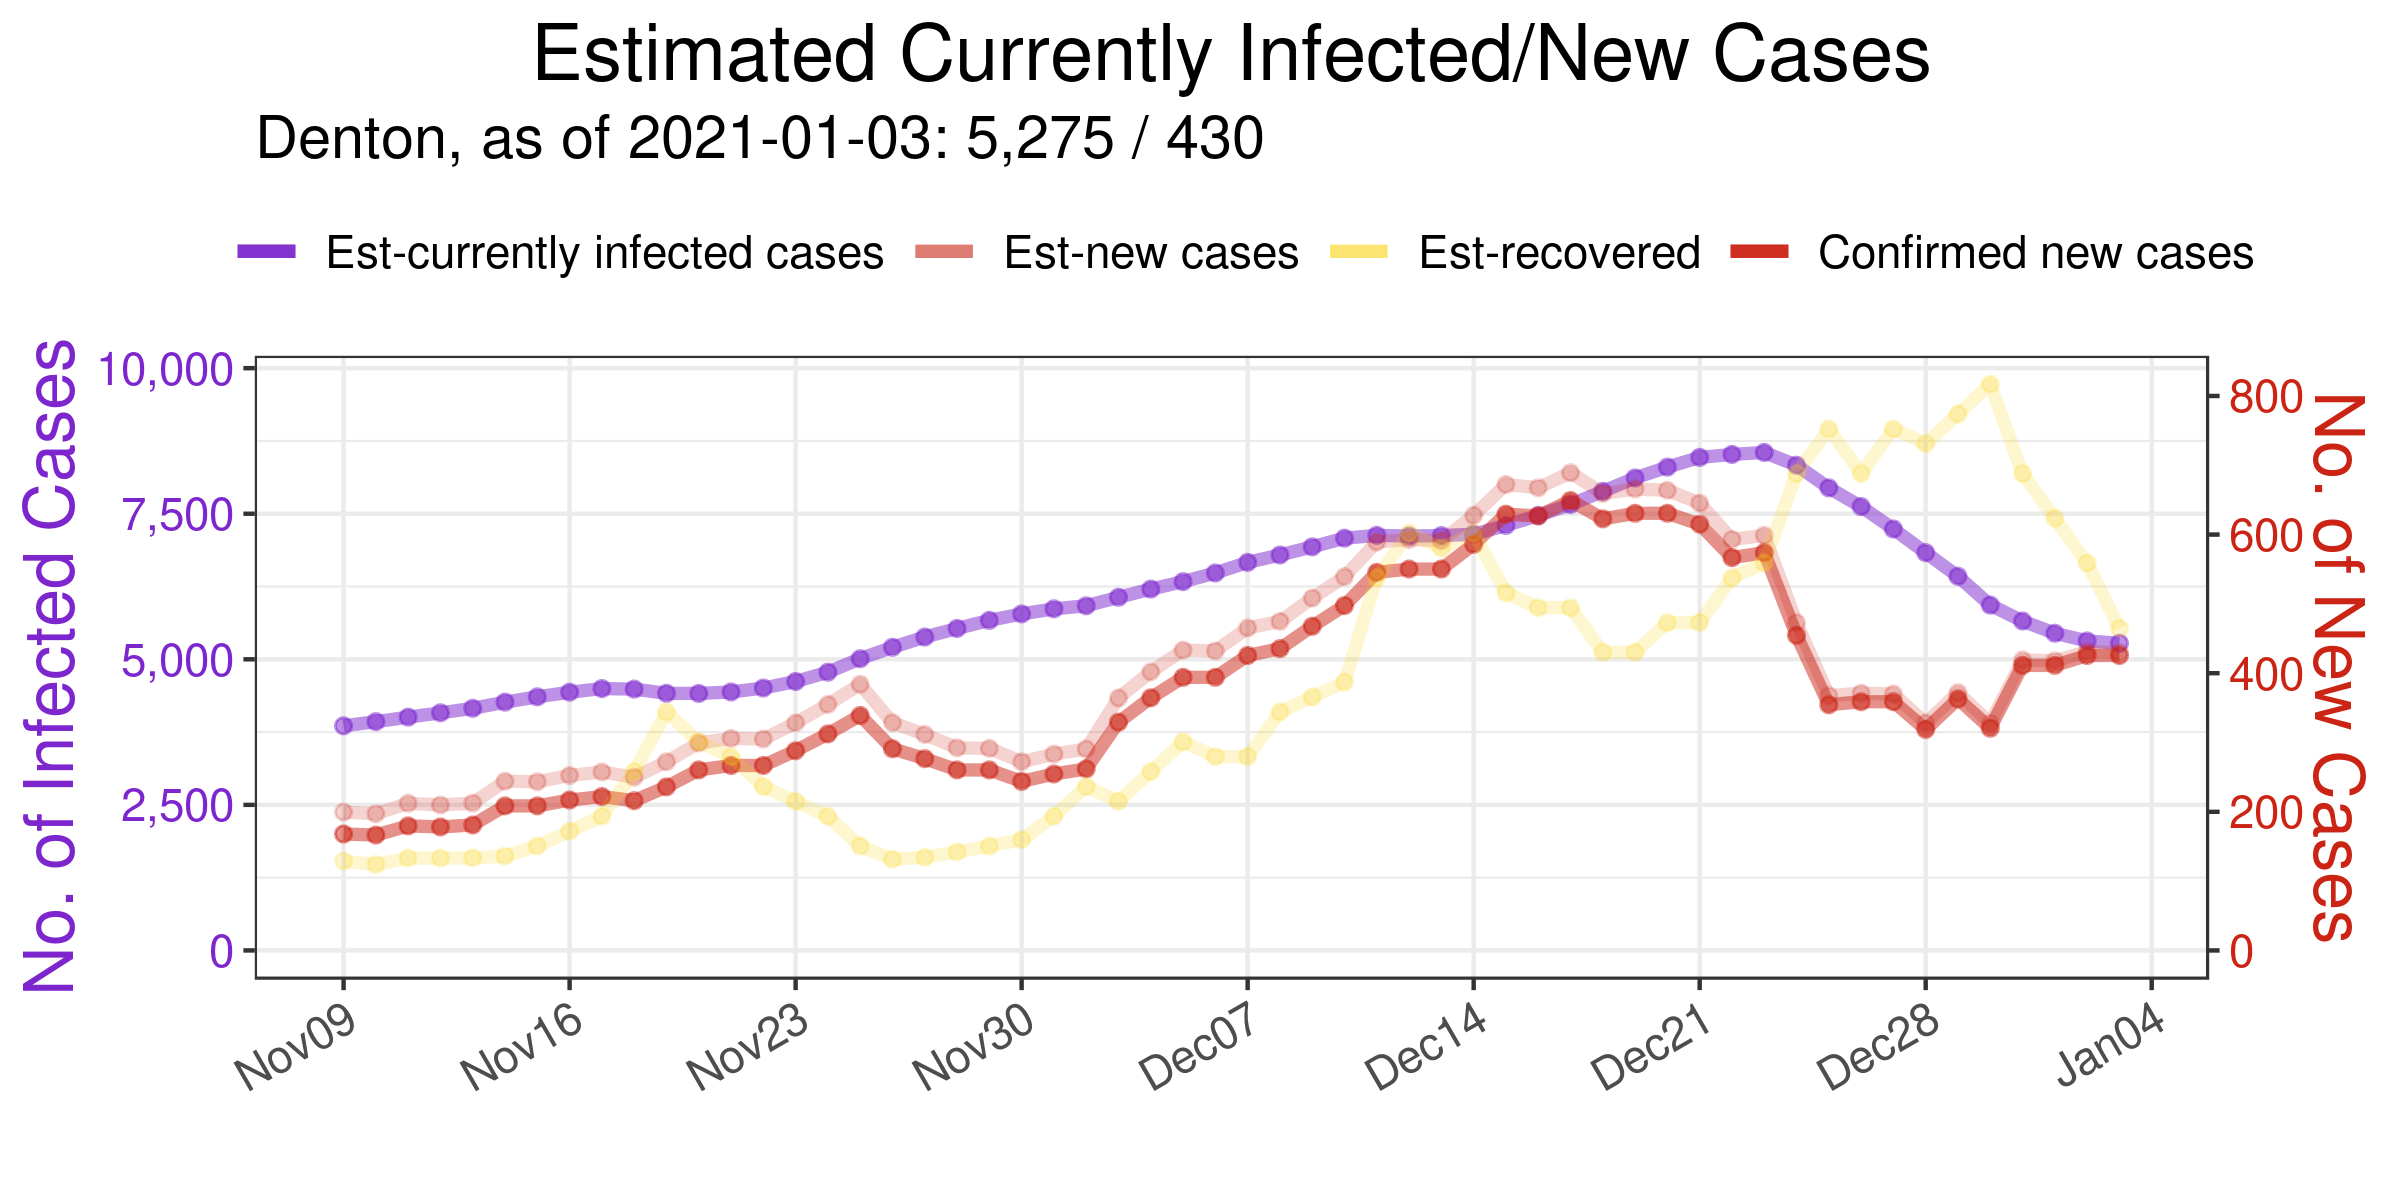 Estimated Currently Infected/New Cases
Denton, as of 2021-01-03: 5,275 / 430
Est-currently infected cases Est-new cases Est-recovered Confirmed new cases
No. of Infected Cases
10,000
7,500
5,000
2,500
0
800
600
400
200
0
No. of New Cases
Nov09 Nov16 Nov23 Nov30 Dec07 Dec14 Dec21 Dec28 Jan04